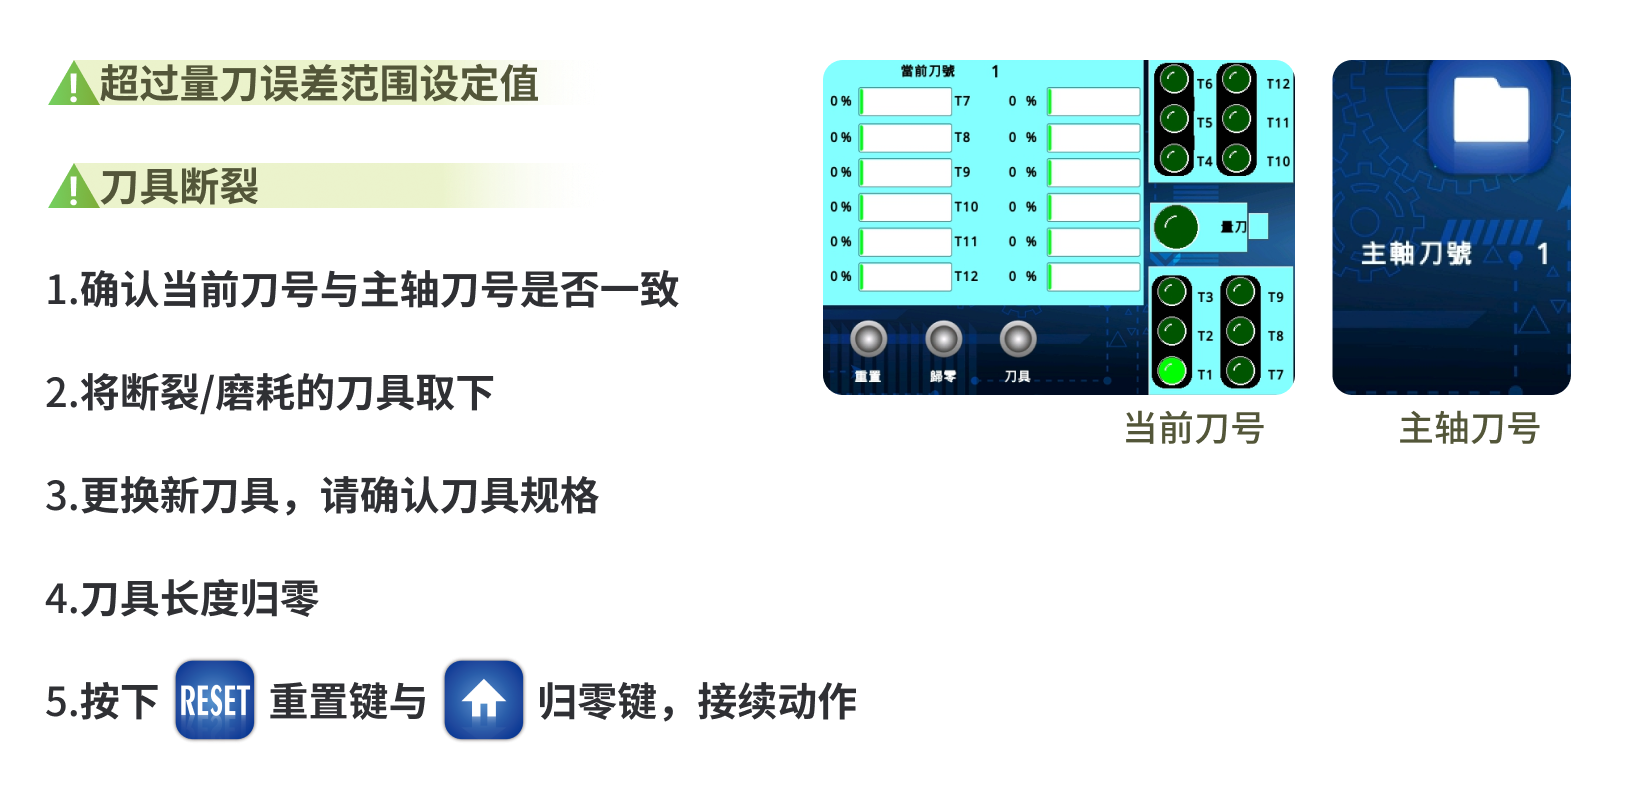 超过量刀误差范围设定值
刀具断裂
1.确认当前刀号与主轴刀号是否一致
2.将断裂/磨耗的刀具取下
3.更换新刀具，请确认刀具规格
4.刀具长度归零
5.按下 RESET 重置键与 归零键，接续动作
當前刀號 1
0 % T7 0 %
0 % T8 0 %
0 % T9 0 %
0 % T10 0 %
0 % T11 0 %
0 % T12 0 %
重置 歸零 刀具
T6 T12
T5 T11
T4 T10
量刀
T3 T9
T2 T8
T1 T7
当前刀号
主軸刀號 1
主轴刀号